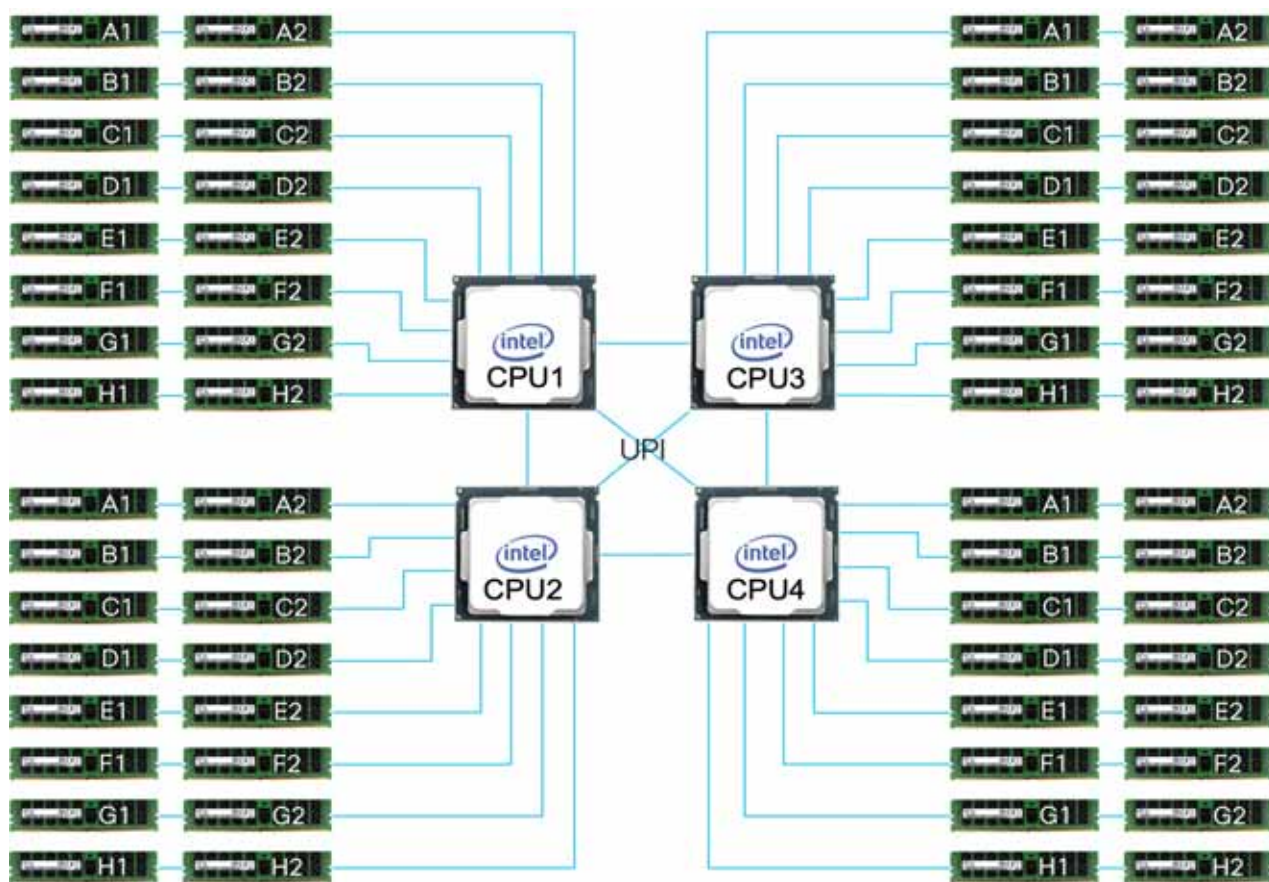 A1 A2 A1 A2
B1 B2 B1 B2
C1 C2 C1 C2
D1 D2 D1 D2
E1 E2 E1 E2
F1 F2 F1 F2
G1 G2 G1 G2
intel intel
CPU1 CPU3
H1 H2 H1 H2
UPI
A1 A2 A1 A2
B1 B2 B1 B2
intel intel
CPU2 CPU4
C1 C2 C1 C2
D1 D2 D1 D2
E1 E2 E1 E2
F1 F2 F1 F2
G1 G2 G1 G2
H1 H2 H1 H2